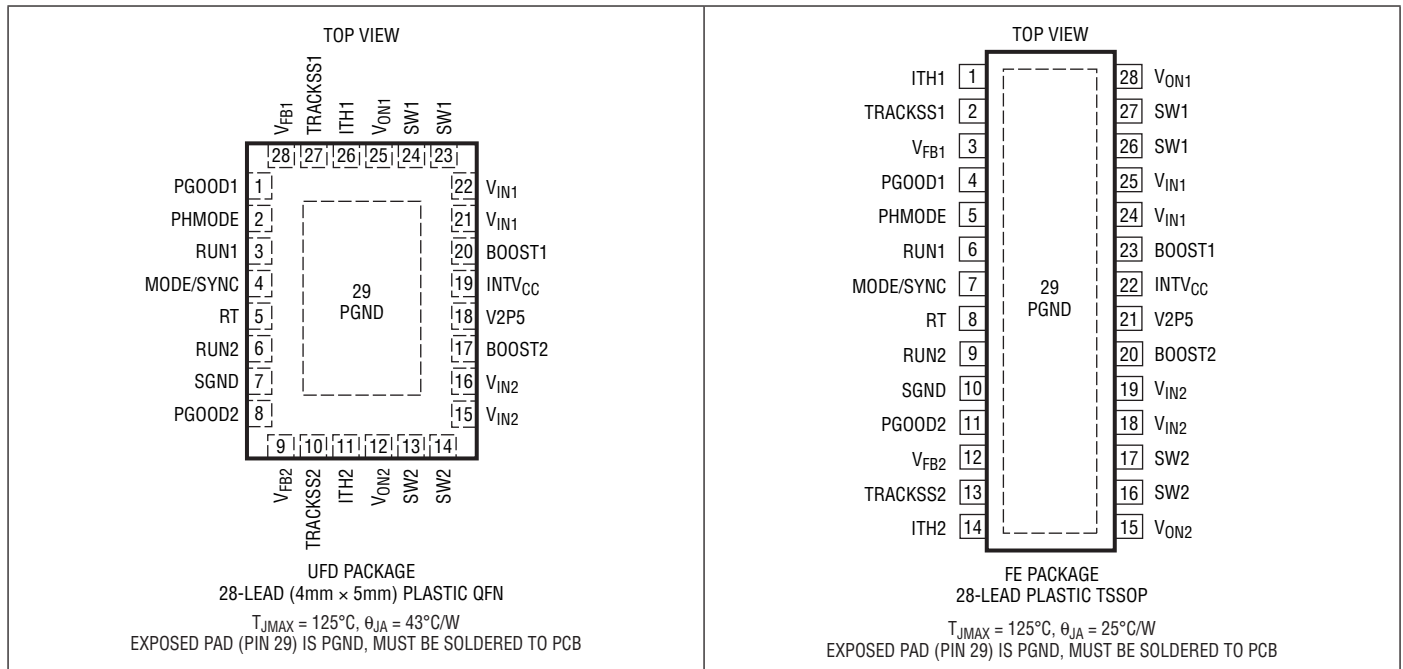 TOP VIEW
VFB1
TRACKSS1
ITH1
VON1
SW1
SW1
28 27 26 25 24 23
PGOOD1 1
PHMODE 2
RUN1 3
MODE/SYNC 4
RT 5
RUN2 6
SGND 7
PGOOD2 8
29
PGND
22 VIN1
21 VIN1
20 BOOST1
19 INTVCC
18 V2P5
17 BOOST2
16 VIN2
15 VIN2
9 10 11 12 13 14
VFB2
TRACKSS2
ITH2
VON2
SW2
SW2
UFD PACKAGE
28-LEAD (4mm × 5mm) PLASTIC QFN
TJMAX = 125°C, θJA = 43°C/W
EXPOSED PAD (PIN 29) IS PGND, MUST BE SOLDERED TO PCB
TOP VIEW
ITH1 1
TRACKSS1 2
VFB1 3
PGOOD1 4
PHMODE 5
RUN1 6
MODE/SYNC 7
RT 8
RUN2 9
SGND 10
PGOOD2 11
VFB2 12
TRACKSS2 13
ITH2 14
29
PGND
28 VON1
27 SW1
26 SW1
25 VIN1
24 VIN1
23 BOOST1
22 INTVCC
21 V2P5
20 BOOST2
19 VIN2
18 VIN2
17 SW2
16 SW2
15 VON2
FE PACKAGE
28-LEAD PLASTIC TSSOP
TJMAX = 125°C, θJA = 25°C/W
EXPOSED PAD (PIN 29) IS PGND, MUST BE SOLDERED TO PCB